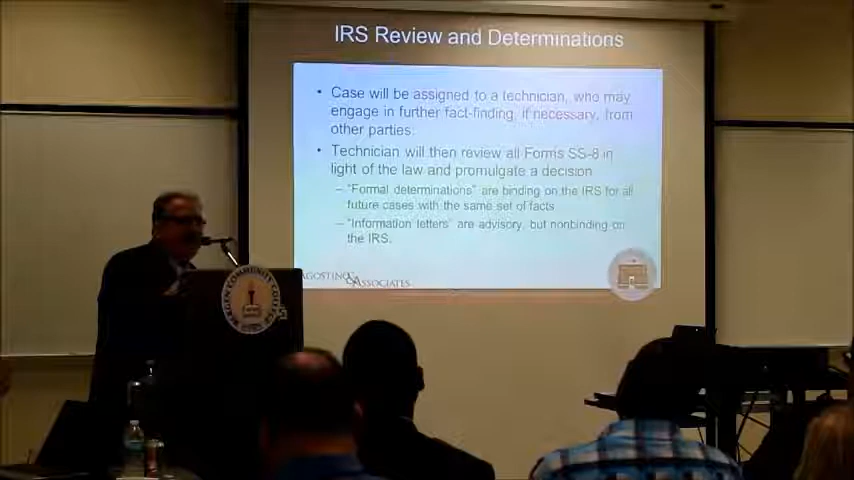 IRS Review and Determinations
• Case will be assigned to a technician, who may
engage in further fact-finding, if necessary, from
other parties.
• Technician will then review all Forms SS-8 in
light of the law and promulgate a decision
– "Formal determinations" are binding on the IRS for all
future cases with the same set of facts
– "Information letters" are advisory, but nonbinding on
the IRS.
AGOSTINO & ASSOCIATES
BERGEN COMMUNITY COLLEGE